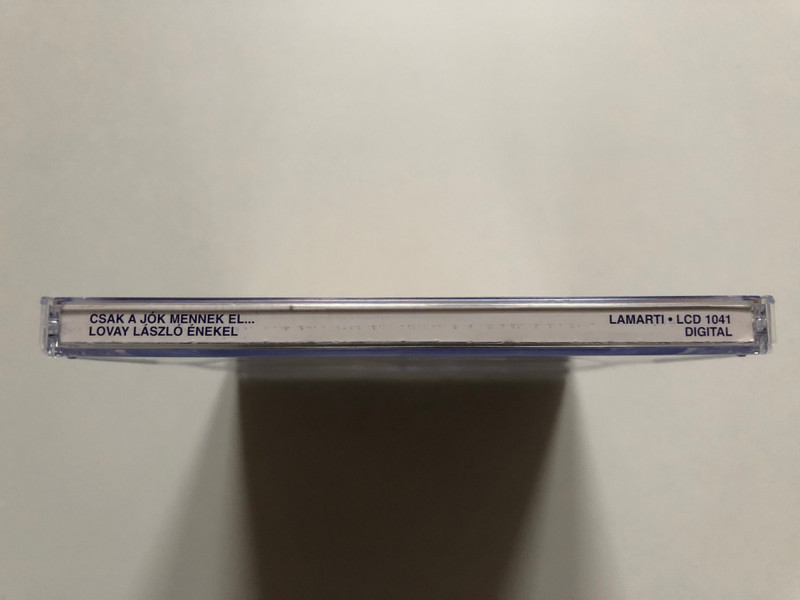 CSAK A JÓK MENNEK EL...
LOVAY LÁSZLÓ ÉNEKEL
LAMARTI • LCD 1041
DIGITAL